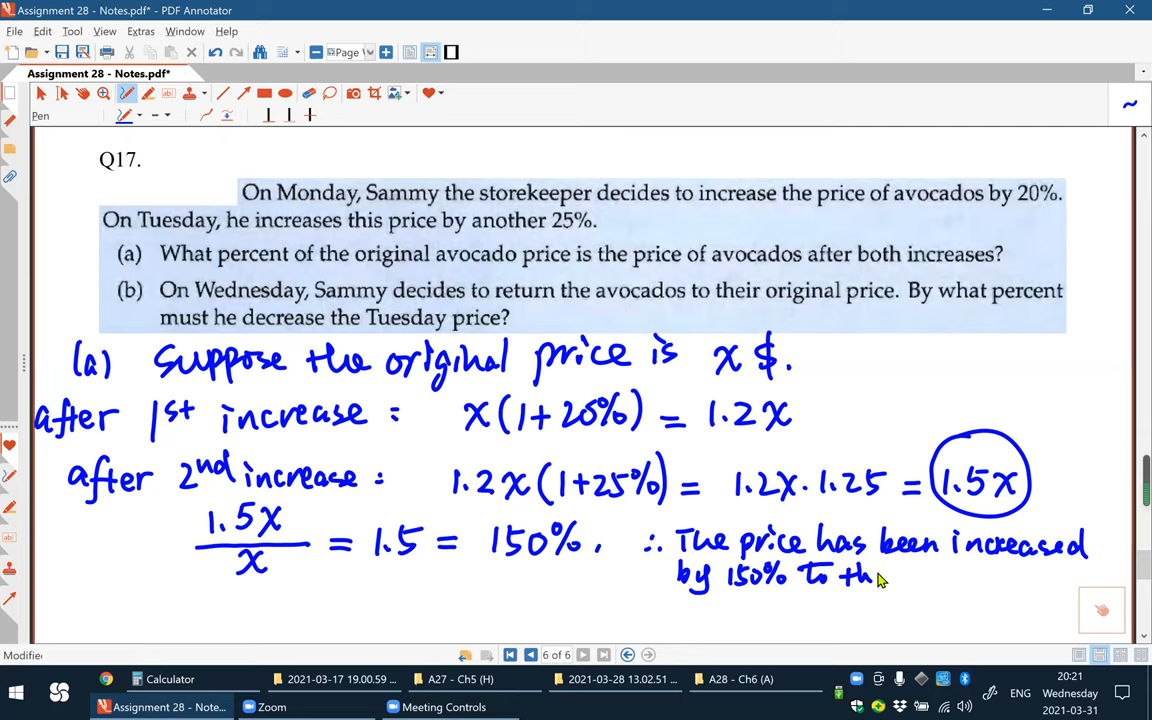 Assignment 28 - Notes.pdf* - PDF Annotator
File Edit Tool View Extras Window Help
Page V
Assignment 28 - Notes.pdf*
Pen
Q17.
On Monday, Sammy the storekeeper decides to increase the price of avocados by 20%.
On Tuesday, he increases this price by another 25%.
(a) What percent of the original avocado price is the price of avocados after both increases?
(b) On Wednesday, Sammy decides to return the avocados to their original price. By what percent
must he decrease the Tuesday price?
(a) Suppose the original price is x $.
after 1st increase : x(1+20%) = 1.2x
after 2nd increase : 1.2x(1+25%) = 1.2x · 1.25 = 1.5x
1.5x/x = 1.5 = 150%. ∴ The price has been increased
by 150% to th
Modifie
6 of 6
Calculator 2021-03-17 19.00.59 ... A27 - Ch5 (H) 2021-03-28 13.02.51 ... A28 - Ch6 (A)
20:21
ENG Wednesday
Assignment 28 - Note... Zoom Meeting Controls
2021-03-31